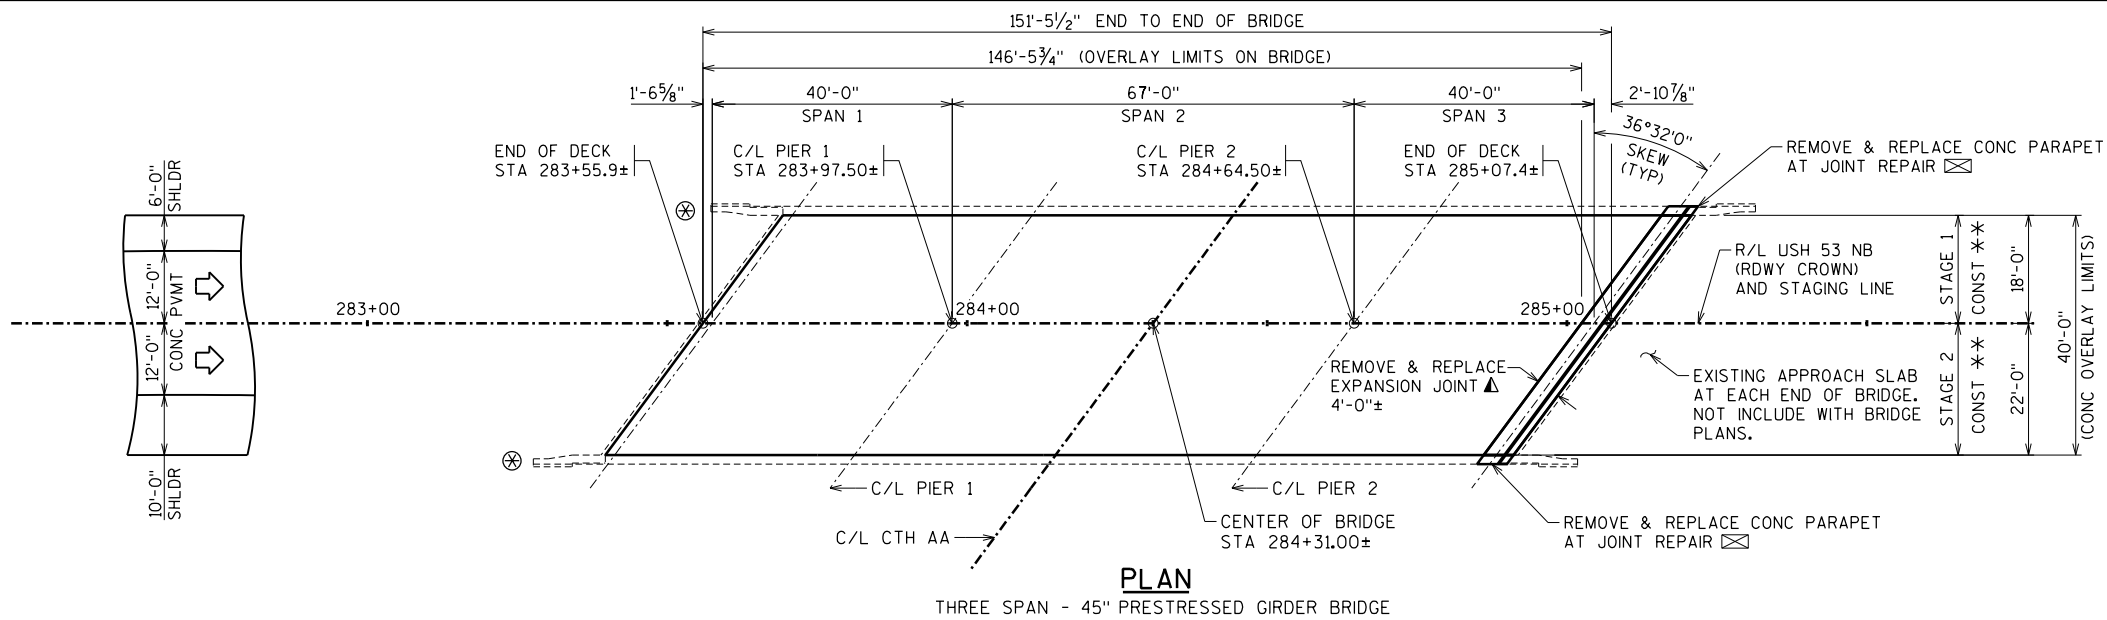 151'-5½" END TO END OF BRIDGE
146'-5¾" (OVERLAY LIMITS ON BRIDGE)
1'-6⅝"
40'-0"
SPAN 1
67'-0"
SPAN 2
40'-0"
SPAN 3
2'-10⅞"
36°32'0"
SKEW
(TYP)
END OF DECK
STA 283+55.9±
C/L PIER 1
STA 283+97.50±
C/L PIER 2
STA 284+64.50±
END OF DECK
STA 285+07.4±
REMOVE & REPLACE CONC PARAPET
AT JOINT REPAIR
6'-0"
SHLDR
12'-0"
12'-0"
CONC PVMT
10'-0"
SHLDR
283+00
284+00
285+00
R/L USH 53 NB
(RDWY CROWN)
AND STAGING LINE
STAGE 1
CONST **
18'-0"
STAGE 2
CONST **
22'-0"
40'-0"
(CONC OVERLAY LIMITS)
REMOVE & REPLACE
EXPANSION JOINT
4'-0"±
EXISTING APPROACH SLAB
AT EACH END OF BRIDGE.
NOT INCLUDE WITH BRIDGE
PLANS.
C/L PIER 1
C/L PIER 2
C/L CTH AA
CENTER OF BRIDGE
STA 284+31.00±
REMOVE & REPLACE CONC PARAPET
AT JOINT REPAIR
PLAN
THREE SPAN - 45" PRESTRESSED GIRDER BRIDGE